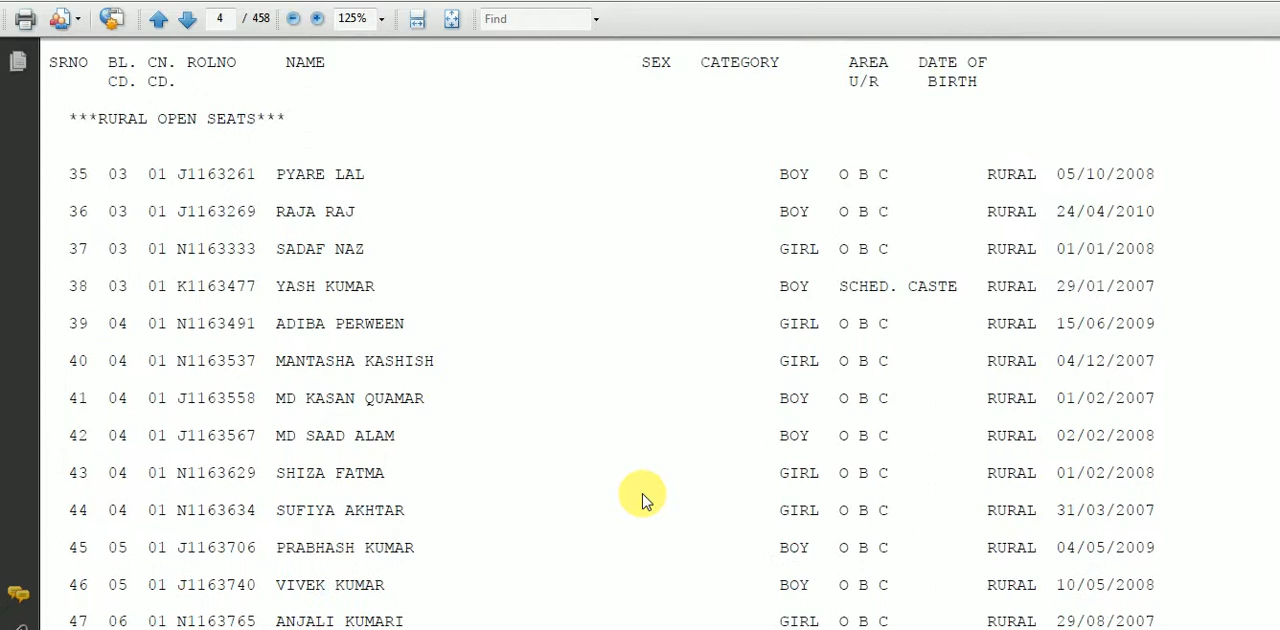 4 / 458 125% Find
SRNO BL. CN. ROLNO NAME SEX CATEGORY AREA DATE OF
CD. CD. U/R BIRTH
***RURAL OPEN SEATS***
35 03 01 J1163261 PYARE LAL BOY O B C RURAL 05/10/2008
36 03 01 J1163269 RAJA RAJ BOY O B C RURAL 24/04/2010
37 03 01 N1163333 SADAF NAZ GIRL O B C RURAL 01/01/2008
38 03 01 K1163477 YASH KUMAR BOY SCHED. CASTE RURAL 29/01/2007
39 04 01 N1163491 ADIBA PERWEEN GIRL O B C RURAL 15/06/2009
40 04 01 N1163537 MANTASHA KASHISH GIRL O B C RURAL 04/12/2007
41 04 01 J1163558 MD KASAN QUAMAR BOY O B C RURAL 01/02/2007
42 04 01 J1163567 MD SAAD ALAM BOY O B C RURAL 02/02/2008
43 04 01 N1163629 SHIZA FATMA GIRL O B C RURAL 01/02/2008
44 04 01 N1163634 SUFIYA AKHTAR GIRL O B C RURAL 31/03/2007
45 05 01 J1163706 PRABHASH KUMAR BOY O B C RURAL 04/05/2009
46 05 01 J1163740 VIVEK KUMAR BOY O B C RURAL 10/05/2008
47 06 01 N1163765 ANJALI KUMARI GIRL O B C RURAL 29/08/2007